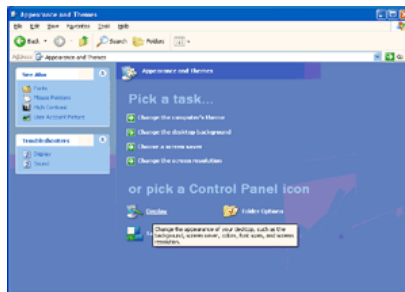 Appearance and Themes
File Edit View Favorites Tools Help
Back Search Folders
Address Appearance and Themes Go
See Also
Fonts
Mouse Pointers
High Contrast
User Account Picture
Troubleshooters
Display
Sound
Appearance and Themes
Pick a task...
Change the computer's theme
Change the desktop background
Choose a screen saver
Change the screen resolution
or pick a Control Panel icon
Display Folder Options
Change the appearance of your desktop, such as the
background, screen saver, colors, font sizes, and screen
resolution.